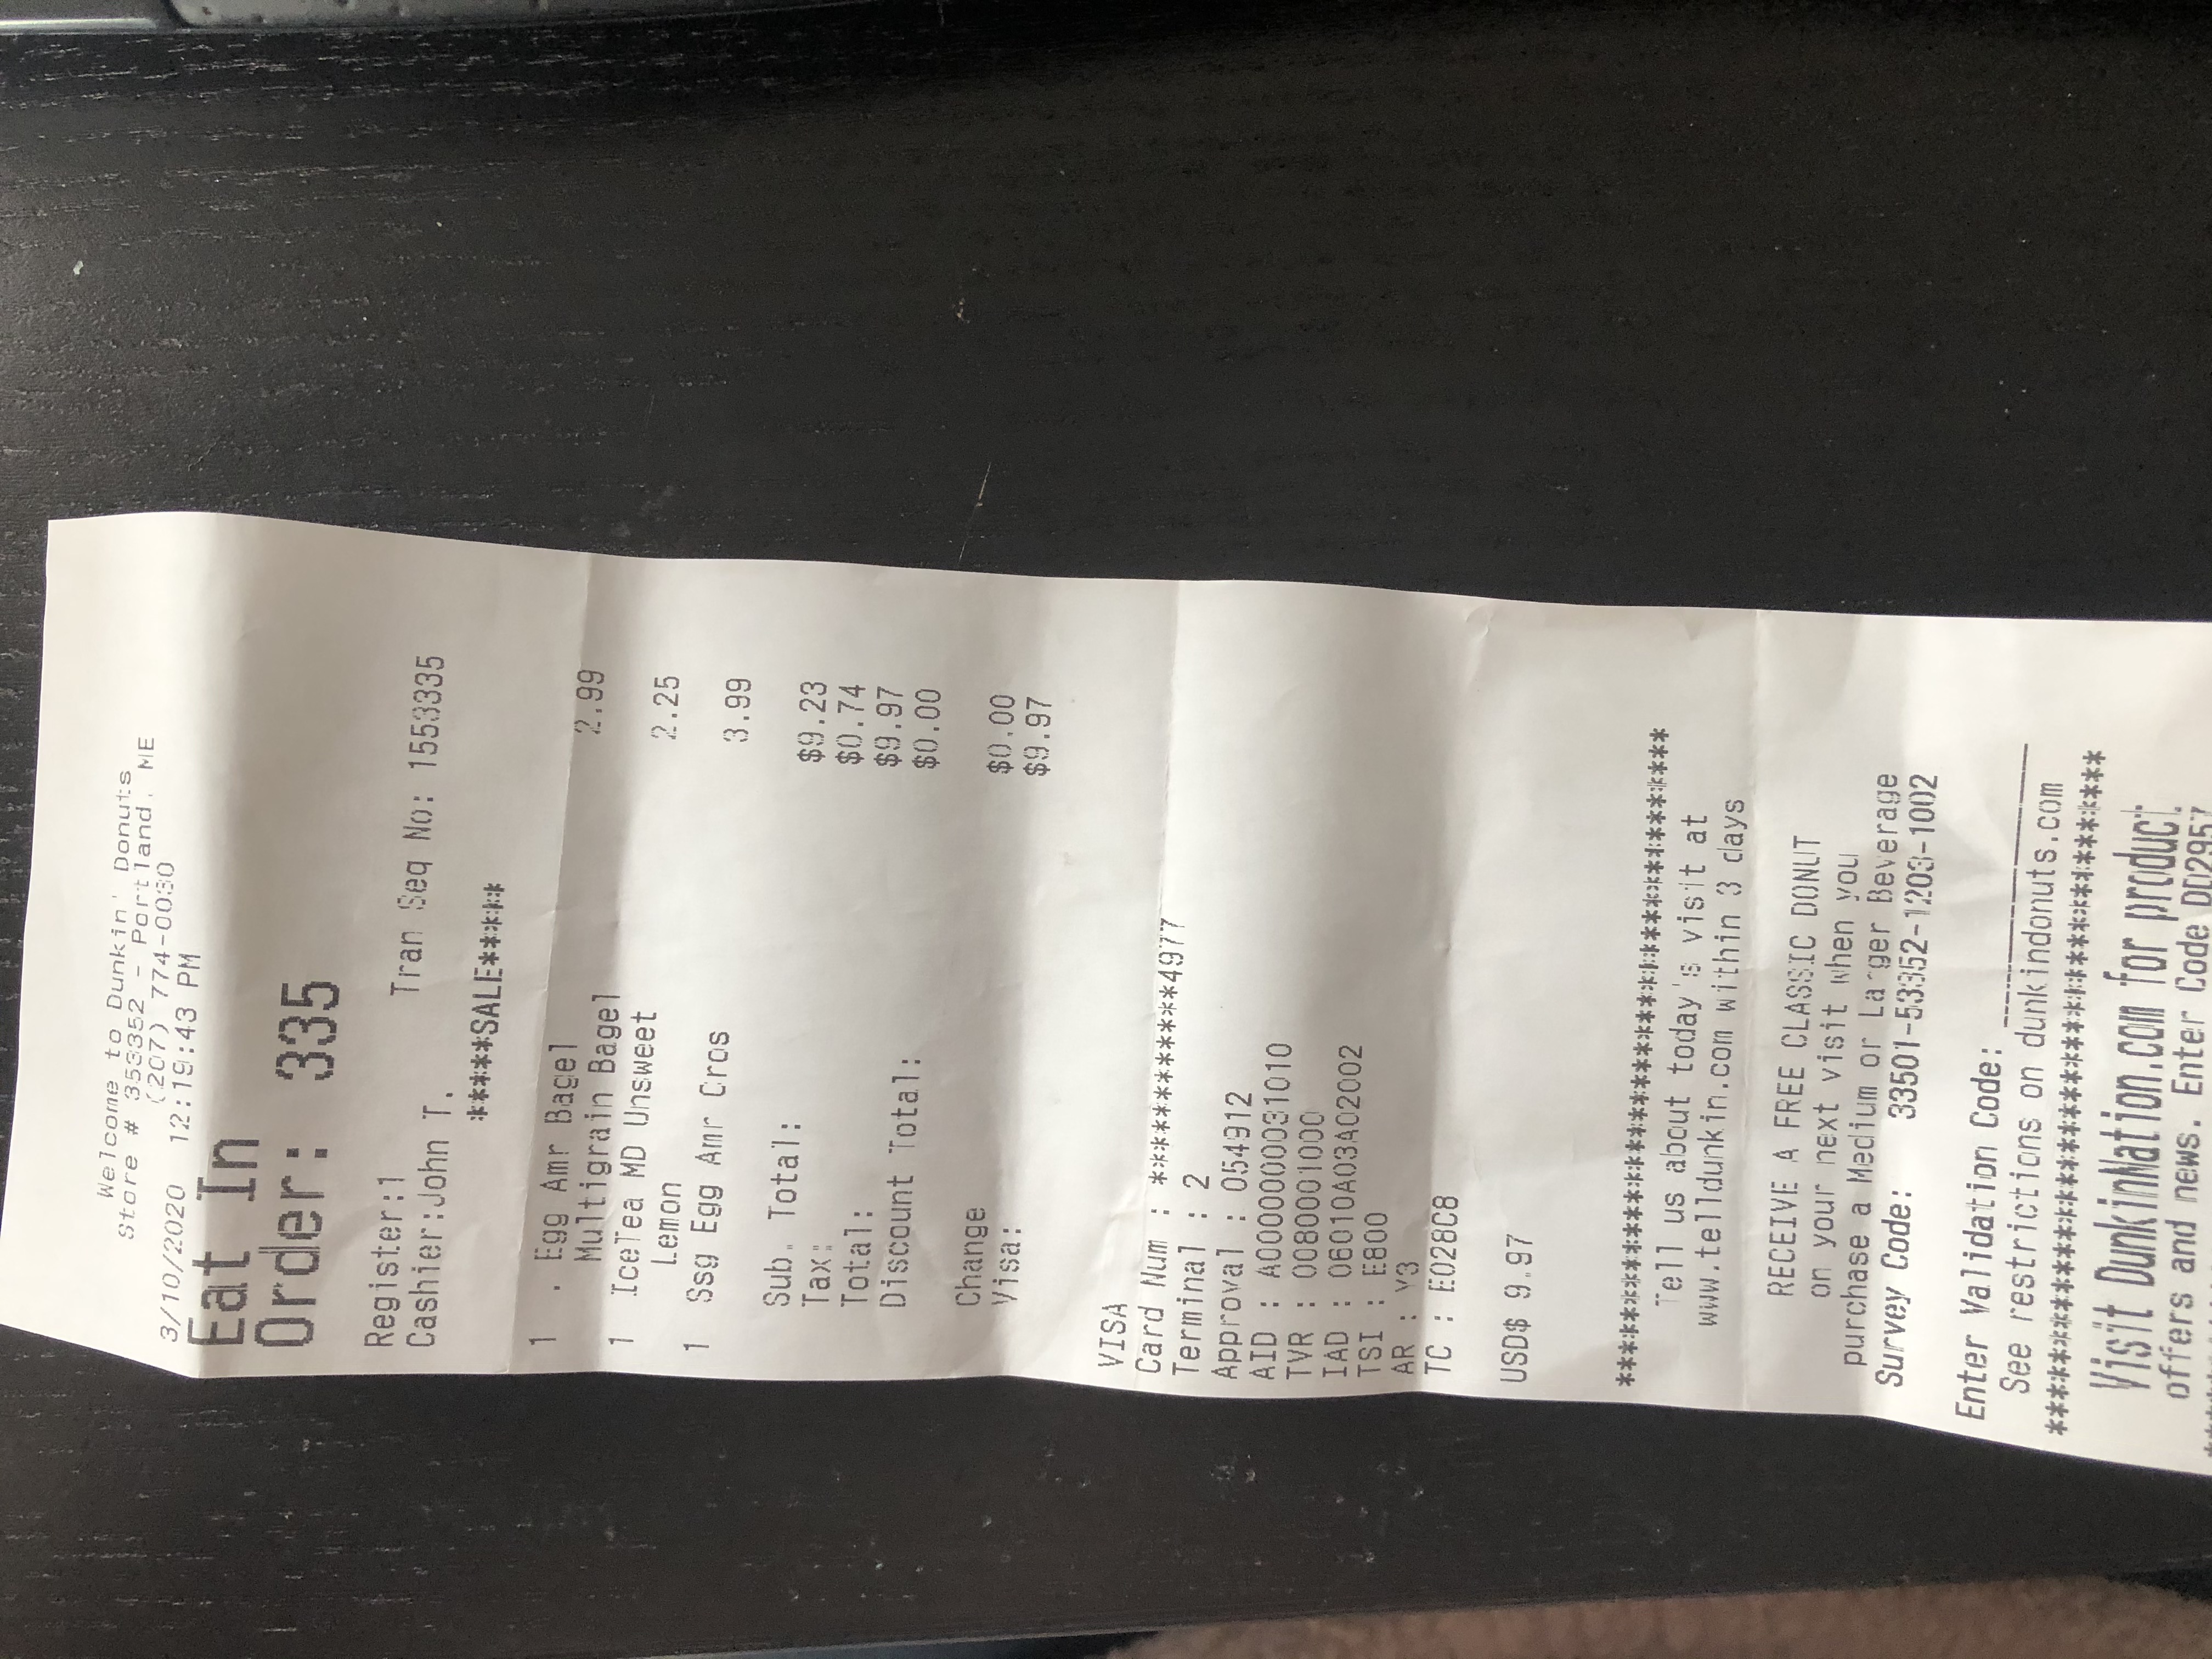 Welcome to Dunkin' Donuts
Store # 353352 - Portland, ME
(207) 774-0030
3/10/2020 12:19:43 PM
Eat In
Order: 335
Register:1 Tran Seq No: 1553335
Cashier:John T.
*****SALE*****
1 . Egg Amr Bagel 2.99
Multigrain Bagel
1 IceTea MD Unsweet 2.25
Lemon
1 Ssg Egg Amr Cros 3.99
Sub. Total: $9.23
Tax: $0.74
Total: $9.97
Discount Total: $0.00
Change $0.00
Visa: $9.97
VISA
Card Num : ************4977
Terminal : 2
Approval : 054912
AID : A0000000031010
TVR : 0080001000
IAD : 06010A03A02002
TSI : E800
AR : Y3
TC : E028C8
USD$ 9.97
****************************************
Tell us about today's visit at
www.telldunkin.com within 3 days
RECEIVE A FREE CLASSIC DONUT
on your next visit when you
purchase a Medium or Larger Beverage
Survey Code: 33501-53352-1203-1002
Enter Validation Code: ________________
See restrictions on dunkindonuts.com
****************************************
Visit DunkinNation.com for product
offers and news. Enter Code DD2957